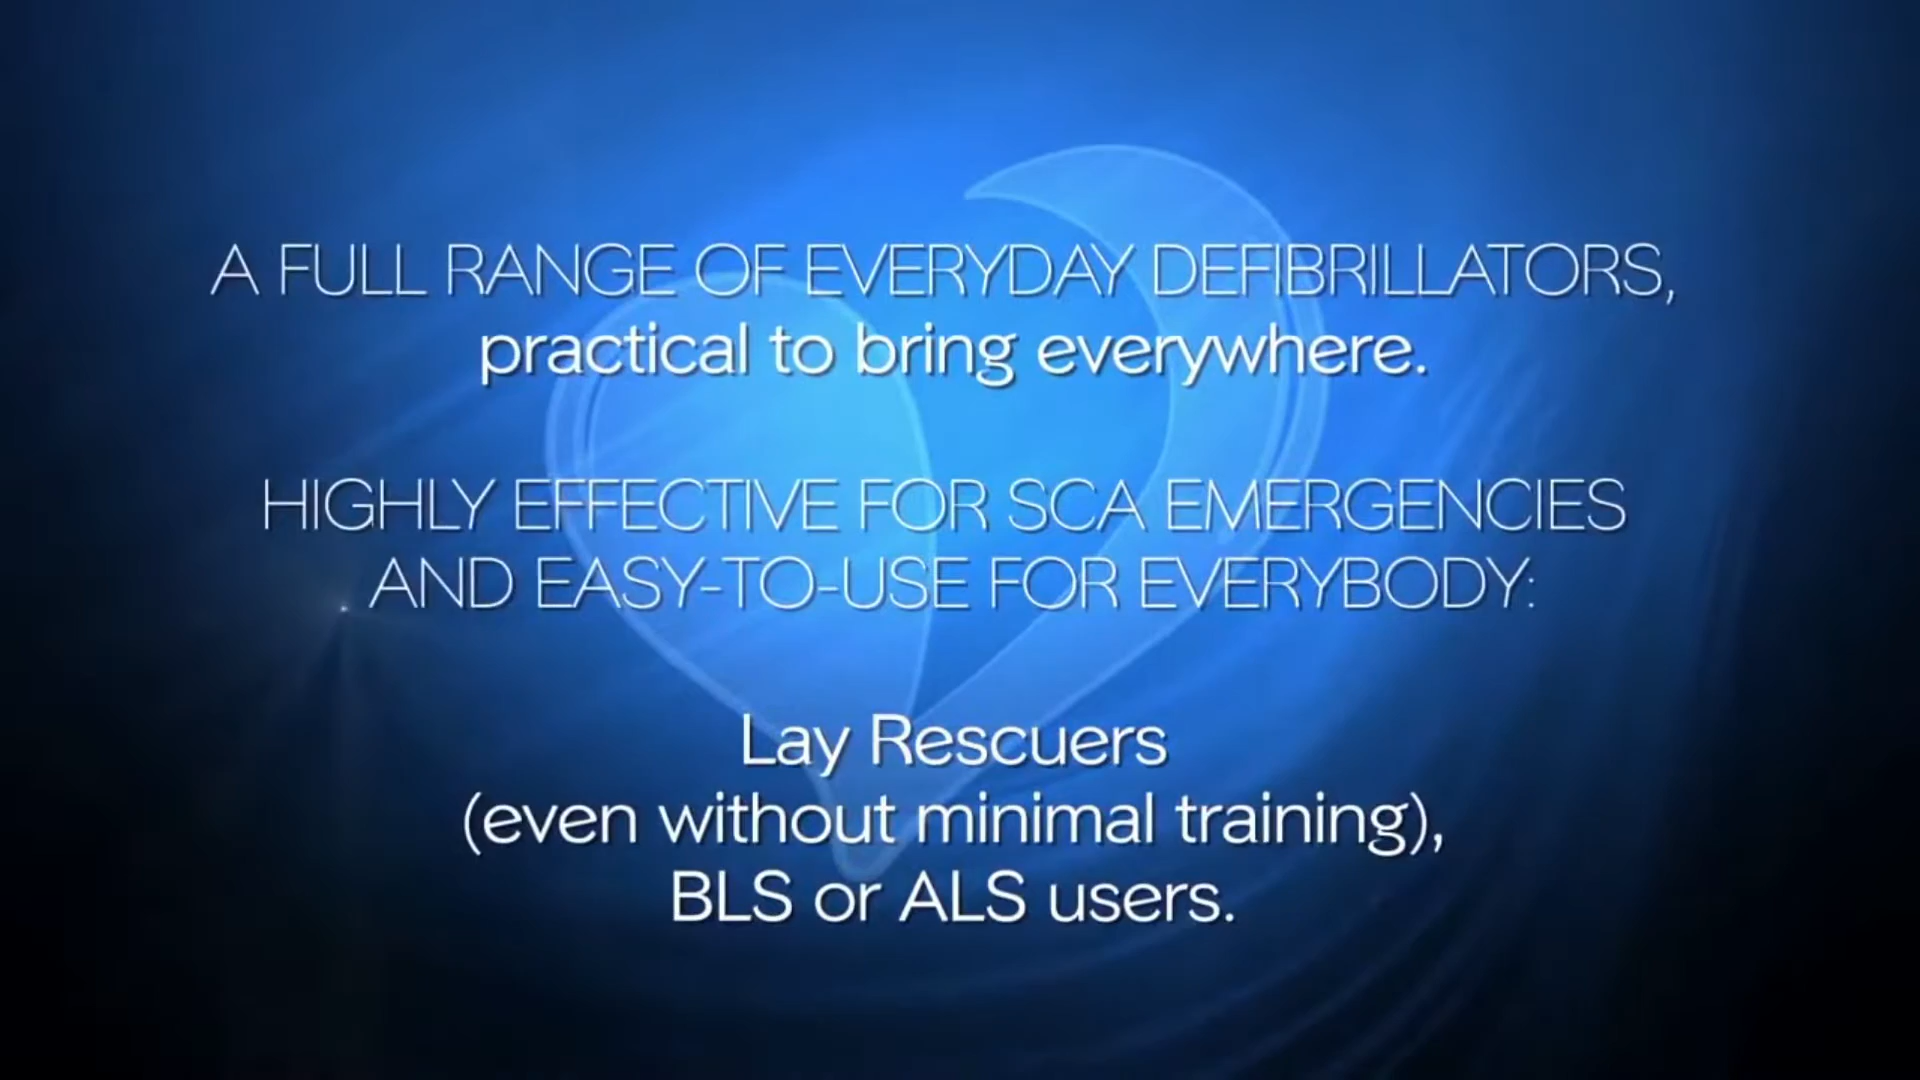 A FULL RANGE OF EVERYDAY DEFIBRILLATORS,
practical to bring everywhere.
HIGHLY EFFECTIVE FOR SCA EMERGENCIES
AND EASY-TO-USE FOR EVERYBODY:
Lay Rescuers
(even without minimal training),
BLS or ALS users.